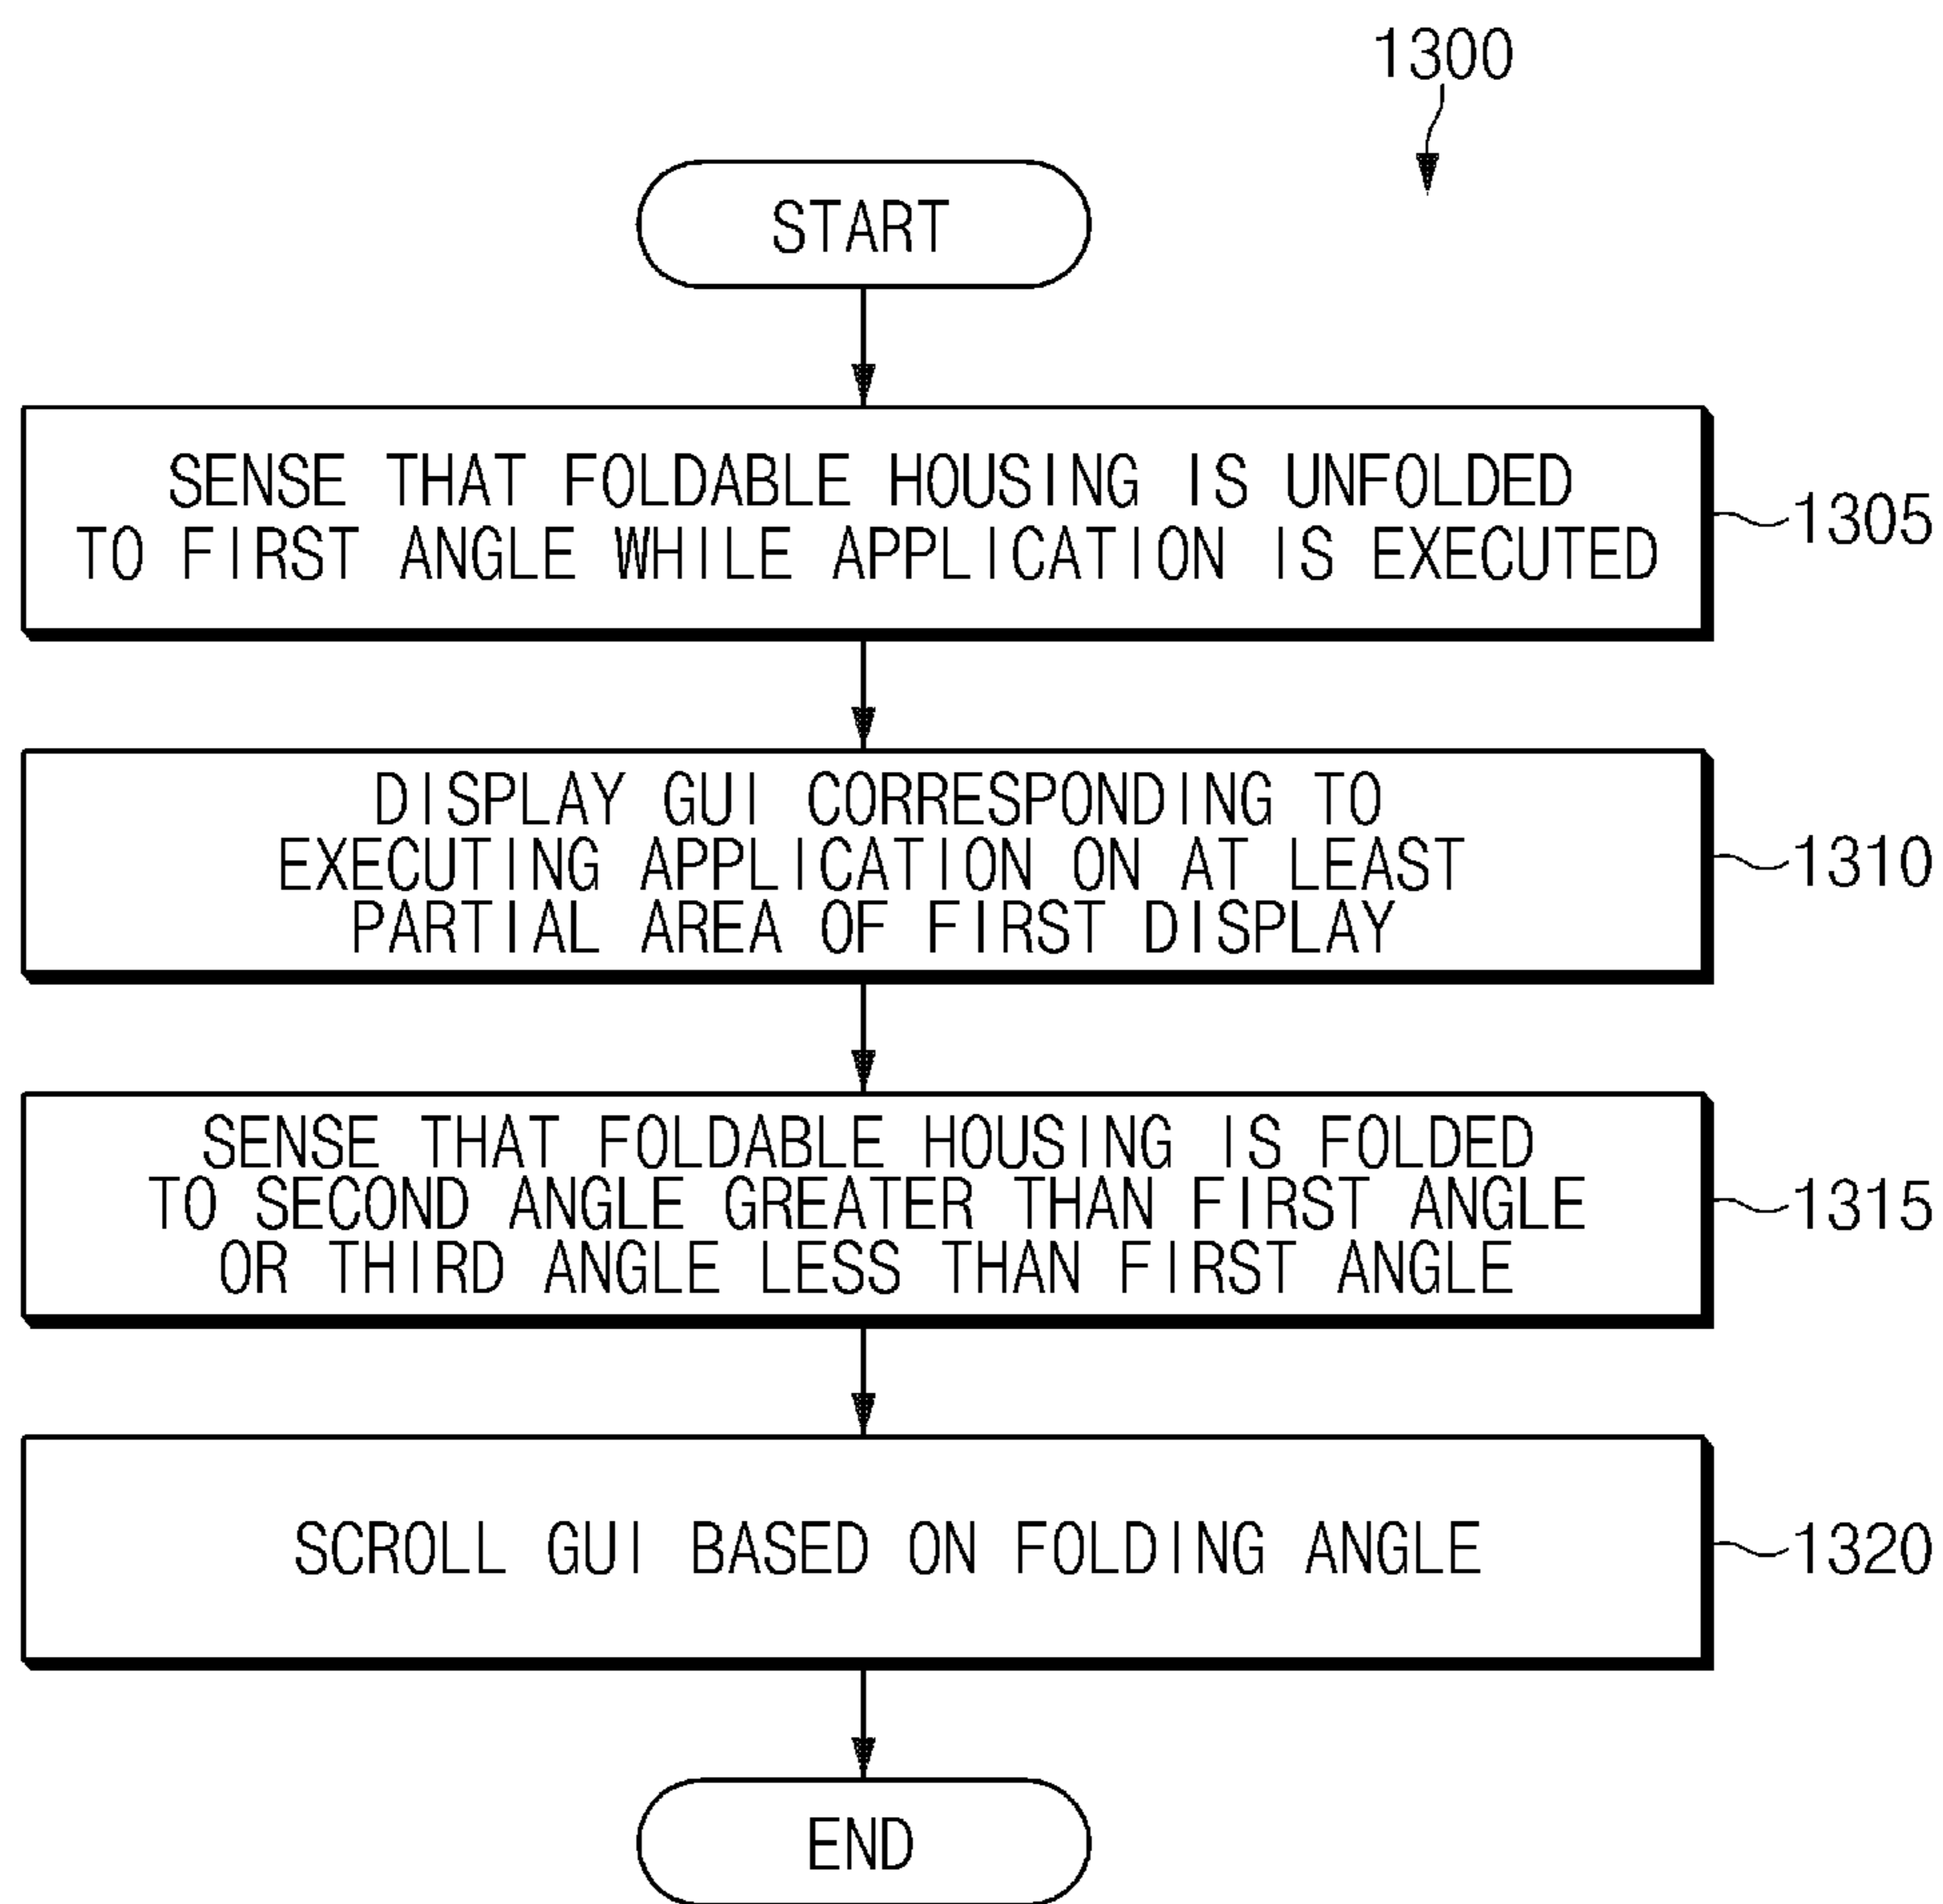 1300
START
SENSE THAT FOLDABLE HOUSING IS UNFOLDED
TO FIRST ANGLE WHILE APPLICATION IS EXECUTED
1305
DISPLAY GUI CORRESPONDING TO
EXECUTING APPLICATION ON AT LEAST
PARTIAL AREA OF FIRST DISPLAY
1310
SENSE THAT FOLDABLE HOUSING IS FOLDED
TO SECOND ANGLE GREATER THAN FIRST ANGLE
OR THIRD ANGLE LESS THAN FIRST ANGLE
1315
SCROLL GUI BASED ON FOLDING ANGLE
1320
END